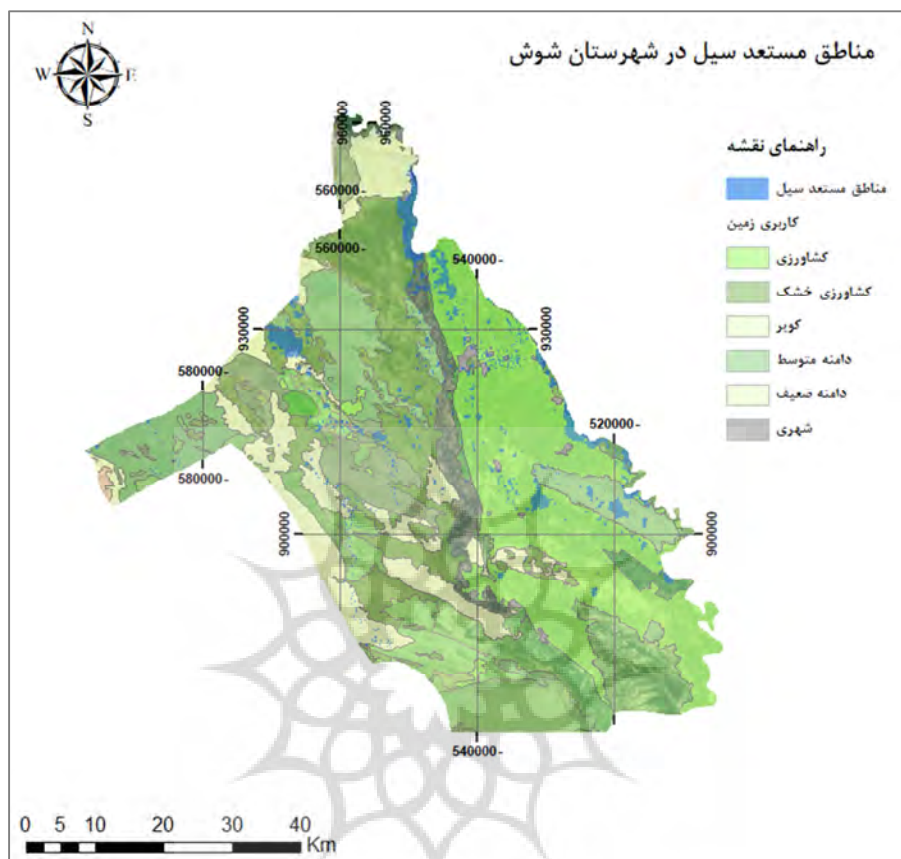 مناطق مستعد سیل در شهرستان شوش
N
W E
S
راهنمای نقشه
مناطق مستعد سیل
کاربری زمین
کشاورزی
کشاورزی خشک
کویر
دامنه متوسط
دامنه ضعیف
شهری
960000
560000-
560000-
540000-
930000
930000
580000-
520000-
580000-
900000
900000
540000-
0 5 10 20 30 40
Km